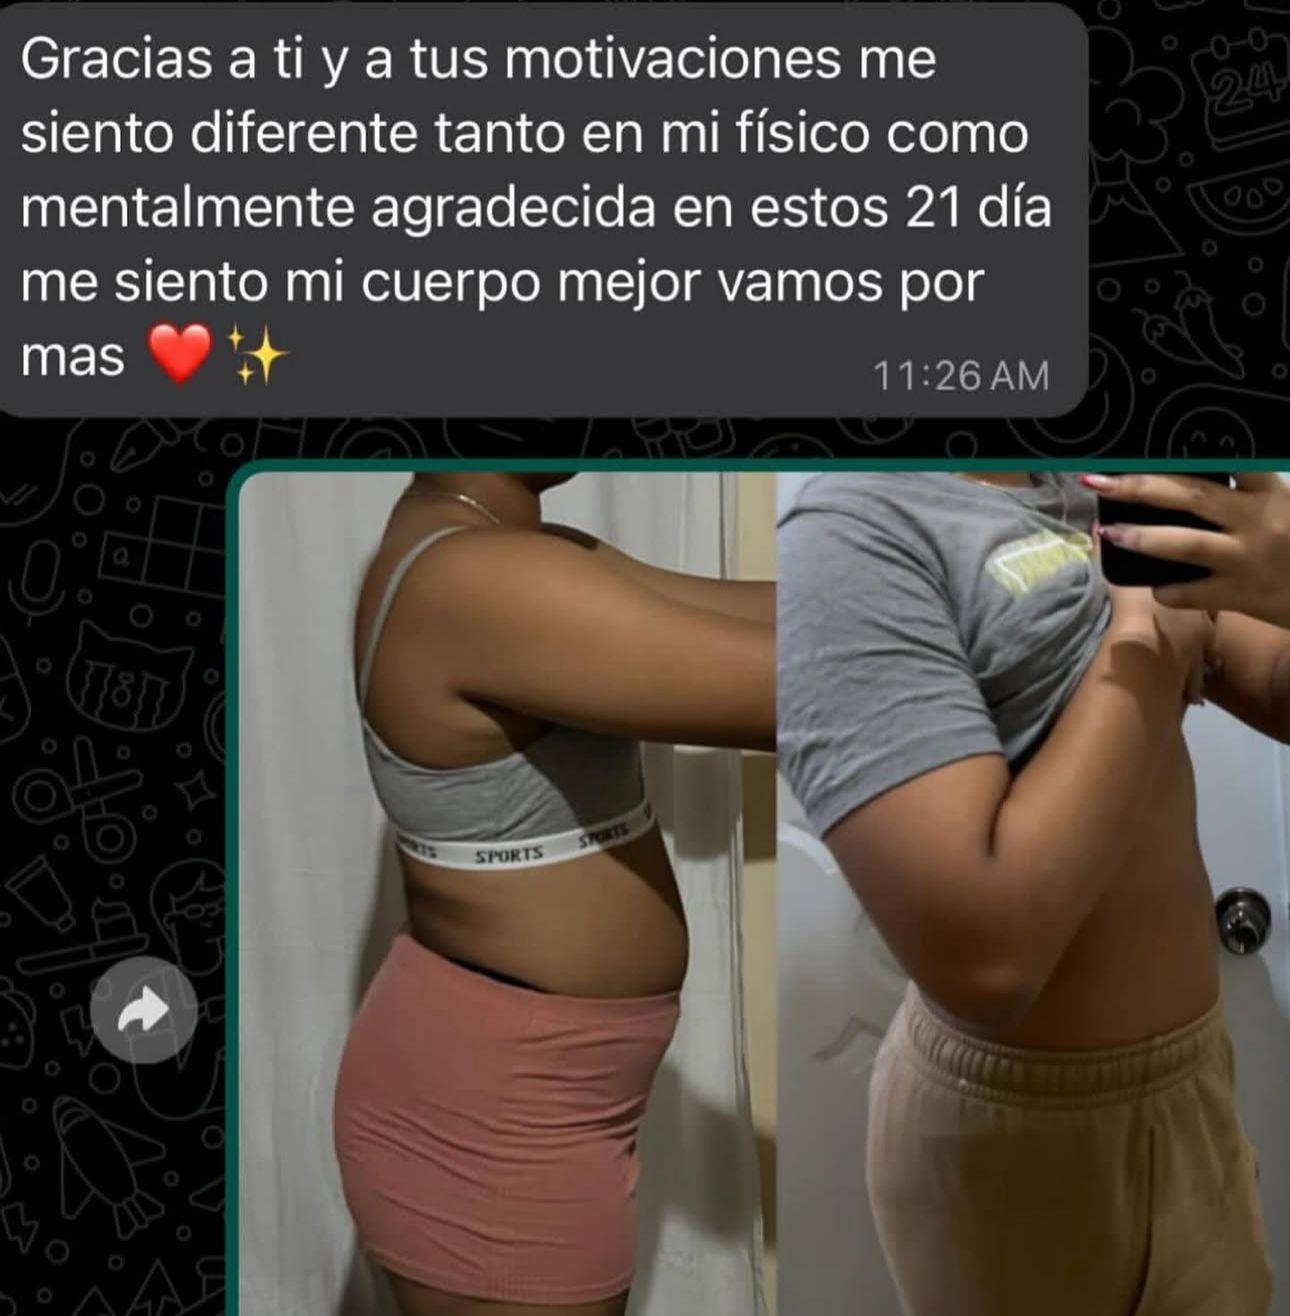 Gracias a ti y a tus motivaciones me
siento diferente tanto en mi físico como
mentalmente agradecida en estos 21 día
me siento mi cuerpo mejor vamos por
mas ❤️✨
11:26 AM
SPORTS
SPORTS